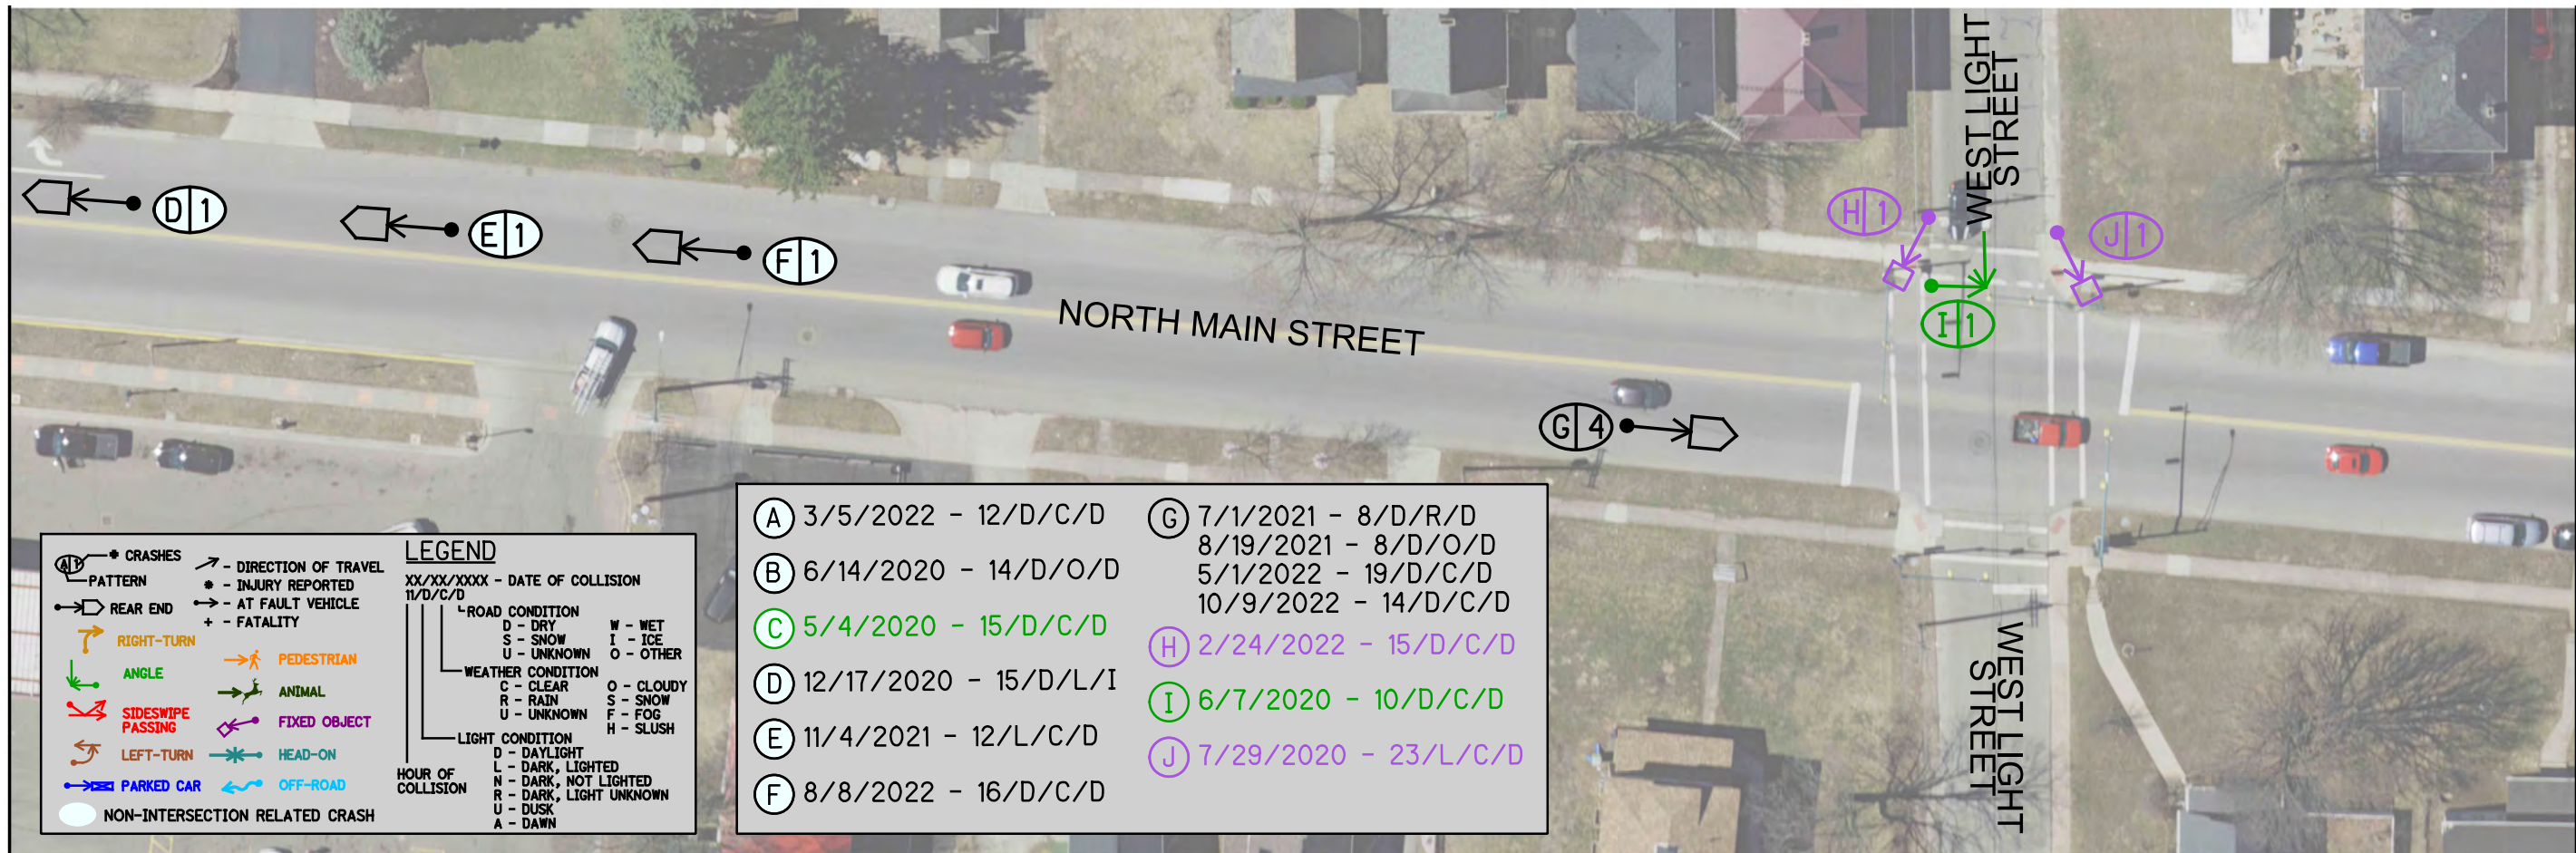 WEST LIGHT
STREET
D 1
E 1
F 1
H 1
J 1
I 1
NORTH MAIN STREET
G 4
LEGEND
A 1
# CRASHES
PATTERN
REAR END
RIGHT-TURN
ANGLE
SIDESWIPE
PASSING
LEFT-TURN
PARKED CAR
NON-INTERSECTION RELATED CRASH
- DIRECTION OF TRAVEL
* - INJURY REPORTED
- AT FAULT VEHICLE
+ - FATALITY
PEDESTRIAN
ANIMAL
FIXED OBJECT
HEAD-ON
OFF-ROAD
XX/XX/XXXX - DATE OF COLLISION
11/D/C/D
ROAD CONDITION
D - DRY W - WET
S - SNOW I - ICE
U - UNKNOWN O - OTHER
WEATHER CONDITION
C - CLEAR O - CLOUDY
R - RAIN S - SNOW
U - UNKNOWN F - FOG
H - SLUSH
LIGHT CONDITION
D - DAYLIGHT
L - DARK, LIGHTED
N - DARK, NOT LIGHTED
R - DARK, LIGHT UNKNOWN
U - DUSK
A - DAWN
HOUR OF
COLLISION
A 3/5/2022 - 12/D/C/D
B 6/14/2020 - 14/D/O/D
C 5/4/2020 - 15/D/C/D
D 12/17/2020 - 15/D/L/I
E 11/4/2021 - 12/L/C/D
F 8/8/2022 - 16/D/C/D
G 7/1/2021 - 8/D/R/D
8/19/2021 - 8/D/O/D
5/1/2022 - 19/D/C/D
10/9/2022 - 14/D/C/D
H 2/24/2022 - 15/D/C/D
I 6/7/2020 - 10/D/C/D
J 7/29/2020 - 23/L/C/D
WEST LIGHT
STREET